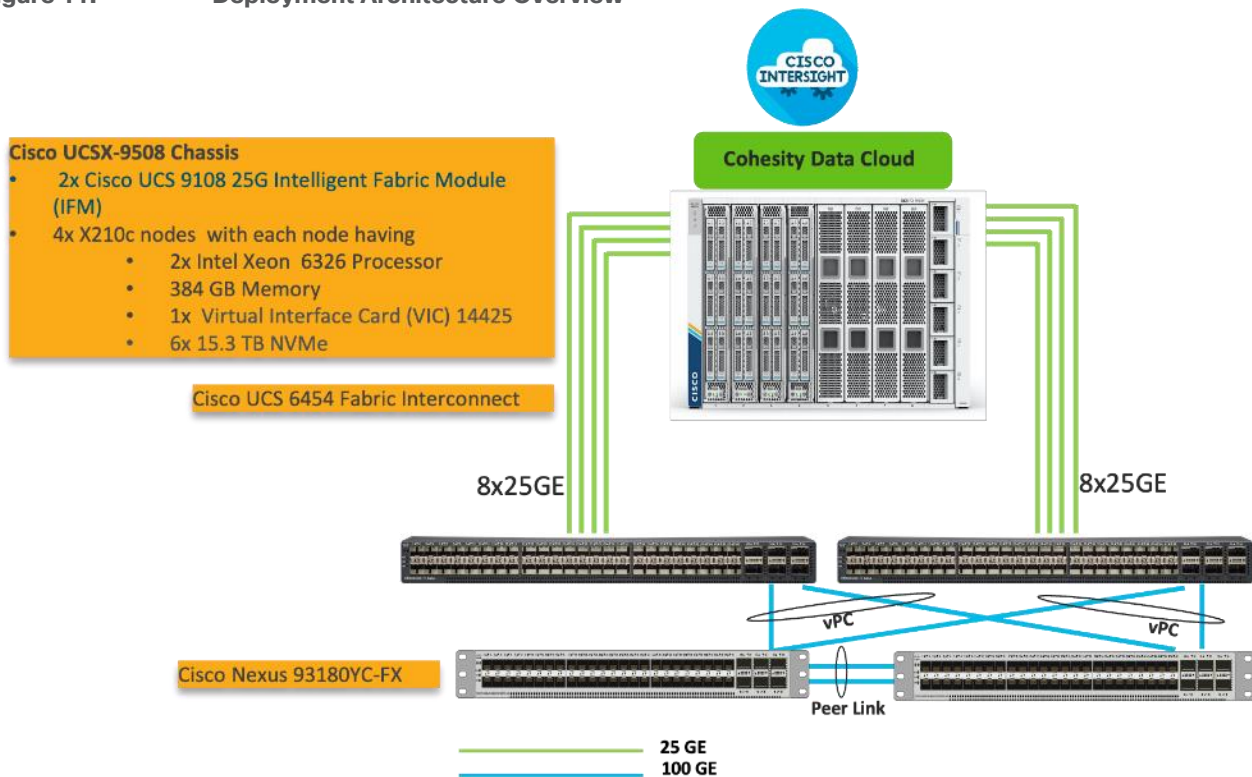 Deployment Architecture Overview
CISCO
INTERSIGHT
Cohesity Data Cloud
Cisco UCSX-9508 Chassis
• 2x Cisco UCS 9108 25G Intelligent Fabric Module
(IFM)
• 4x X210c nodes with each node having
• 2x Intel Xeon 6326 Processor
• 384 GB Memory
• 1x Virtual Interface Card (VIC) 14425
• 6x 15.3 TB NVMe
CISCO
Cisco UCS 6454 Fabric Interconnect
8x25GE
8x25GE
vPC
vPC
Cisco Nexus 93180YC-FX
Peer Link
25 GE
100 GE